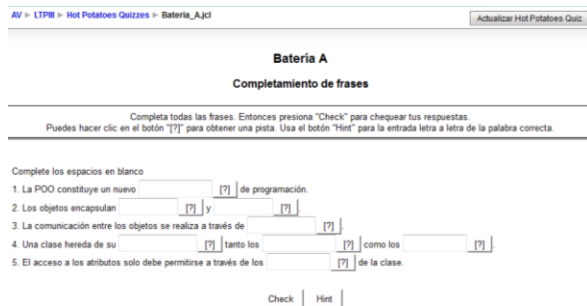 AV ► LTPIII ► Hot Potatoes Quizzes ► Bateria_A.jcl
Actualizar Hot Potatoes Quiz
Bateria A
Completamiento de frases
Completa todas las frases. Entonces presiona "Check" para chequear tus respuestas.
Puedes hacer clic en el botón "[?]" para obtener una pista. Usa el botón "Hint" para la entrada letra a letra de la palabra correcta.
Complete los espacios en blanco
1. La POO constituye un nuevo [?] de programación.
2. Los objetos encapsulan [?] y [?].
3. La comunicación entre los objetos se realiza a través de [?].
4. Una clase hereda de su [?] tanto los [?] como los [?].
5. El acceso a los atributos solo debe permitirse a través de los [?] de la clase.
Check Hint